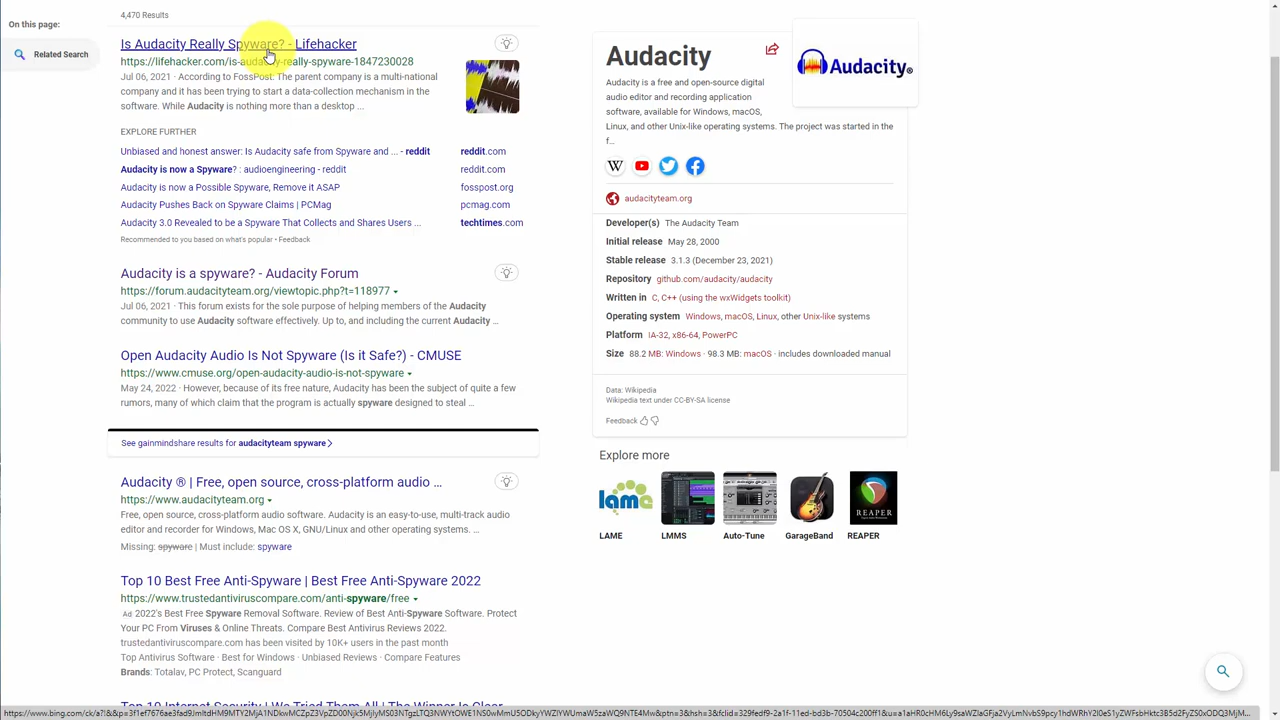 On this page:
Related Search
4,470 Results
Is Audacity Really Spyware? - Lifehacker
https://lifehacker.com/is-audacity-really-spyware-1847230028
Jul 06, 2021 · According to FossPost: The parent company is a multi-national
company and it has been trying to start a data-collection mechanism in the
software. While Audacity is nothing more than a desktop ...
EXPLORE FURTHER
Unbiased and honest answer: Is Audacity safe from Spyware and ... - reddit reddit.com
Audacity is now a Spyware? : audioengineering - reddit reddit.com
Audacity is now a Possible Spyware, Remove it ASAP fosspost.org
Audacity Pushes Back on Spyware Claims | PCMag pcmag.com
Audacity 3.0 Revealed to be a Spyware That Collects and Shares Users ... techtimes.com
Recommended to you based on what's popular • Feedback
Audacity is a spyware? - Audacity Forum
https://forum.audacityteam.org/viewtopic.php?t=118977
Jul 06, 2021 · This forum exists for the sole purpose of helping members of the Audacity
community to use Audacity software effectively. Up to, and including the current Audacity ...
Open Audacity Audio Is Not Spyware (Is it Safe?) - CMUSE
https://www.cmuse.org/open-audacity-audio-is-not-spyware
May 24, 2022 · However, because of its free nature, Audacity has been the subject of quite a few
rumors, many of which claim that the program is actually spyware designed to steal ...
See gainmindshare results for audacityteam spyware
Audacity ® | Free, open source, cross-platform audio ...
https://www.audacityteam.org
Free, open source, cross-platform audio software. Audacity is an easy-to-use, multi-track audio
editor and recorder for Windows, Mac OS X, GNU/Linux and other operating systems. ...
Missing: spyware | Must include: spyware
Top 10 Best Free Anti-Spyware | Best Free Anti-Spyware 2022
https://www.trustedantiviruscompare.com/anti-spyware/free
Ad 2022's Best Free Spyware Removal Software. Review of Best Anti-Spyware Software. Protect
Your PC From Viruses & Online Threats. Compare Best Antivirus Reviews 2022.
trustedantiviruscompare.com has been visited by 10K+ users in the past month
Top Antivirus Software · Best for Windows · Unbiased Reviews · Compare Features
Brands: Totalav, PC Protect, Scanguard
Top 10 Internet Security | We Tried Them All | The Winner Is Clear
Audacity
Audacity®
Audacity is a free and open-source digital
audio editor and recording application
software, available for Windows, macOS,
Linux, and other Unix-like operating systems. The project was started in the
f...
W
audacityteam.org
Developer(s) The Audacity Team
Initial release May 28, 2000
Stable release 3.1.3 (December 23, 2021)
Repository github.com/audacity/audacity
Written in C, C++ (using the wxWidgets toolkit)
Operating system Windows, macOS, Linux, other Unix-like systems
Platform IA-32, x86-64, PowerPC
Size 88.2 MB: Windows · 98.3 MB: macOS · includes downloaded manual
Data: Wikipedia
Wikipedia text under CC-BY-SA license
Feedback
Explore more
LAME
REAPER
LAME LMMS Auto-Tune GarageBand REAPER